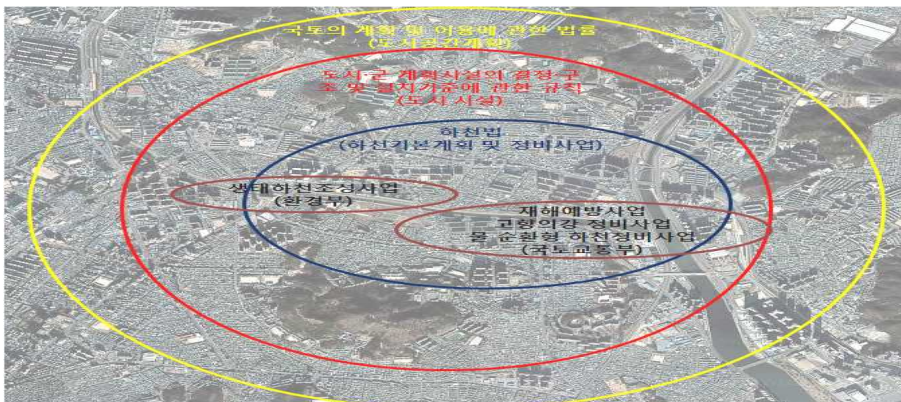 국토의 계획 및 이용에 관한 법률
(도시공간계획)
도시·군 계획시설의 결정·구
조 및 설치기준에 관한 규칙
(도시 시설)
하천법
(하천기본계획 및 정비사업)
생태하천조성사업
(환경부)
재해예방사업
고향의강 정비사업
물 순환형 하천정비사업
(국토교통부)